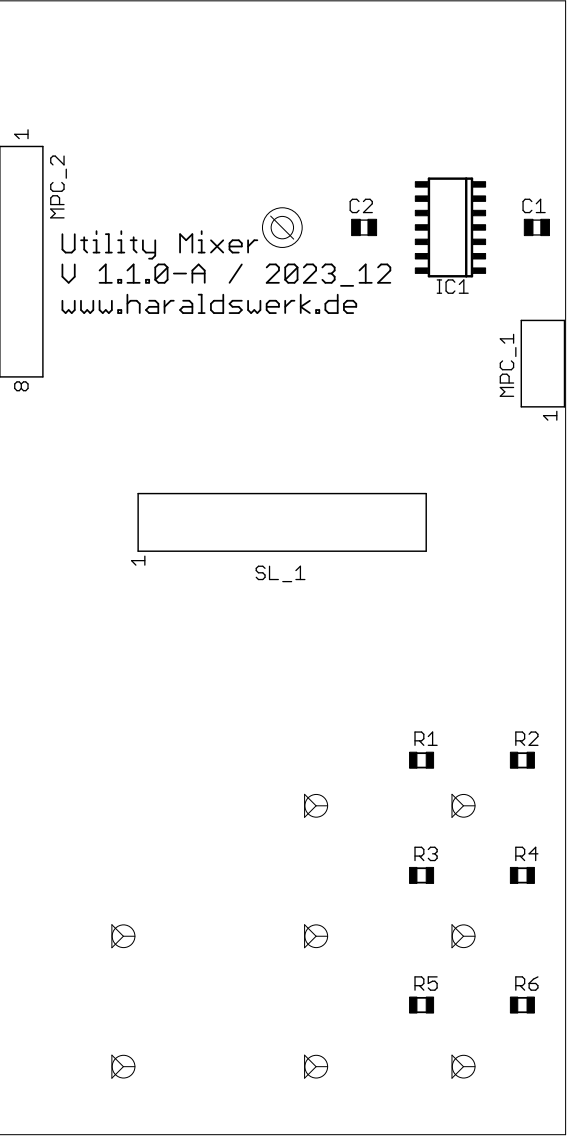 1
MPC_2
C2
C1
Utility Mixer
V 1.1.0-A / 2023_12
www.haraldswerk.de
IC1
MPC_1
8
1
1
SL_1
R1
R2
R3
R4
R5
R6